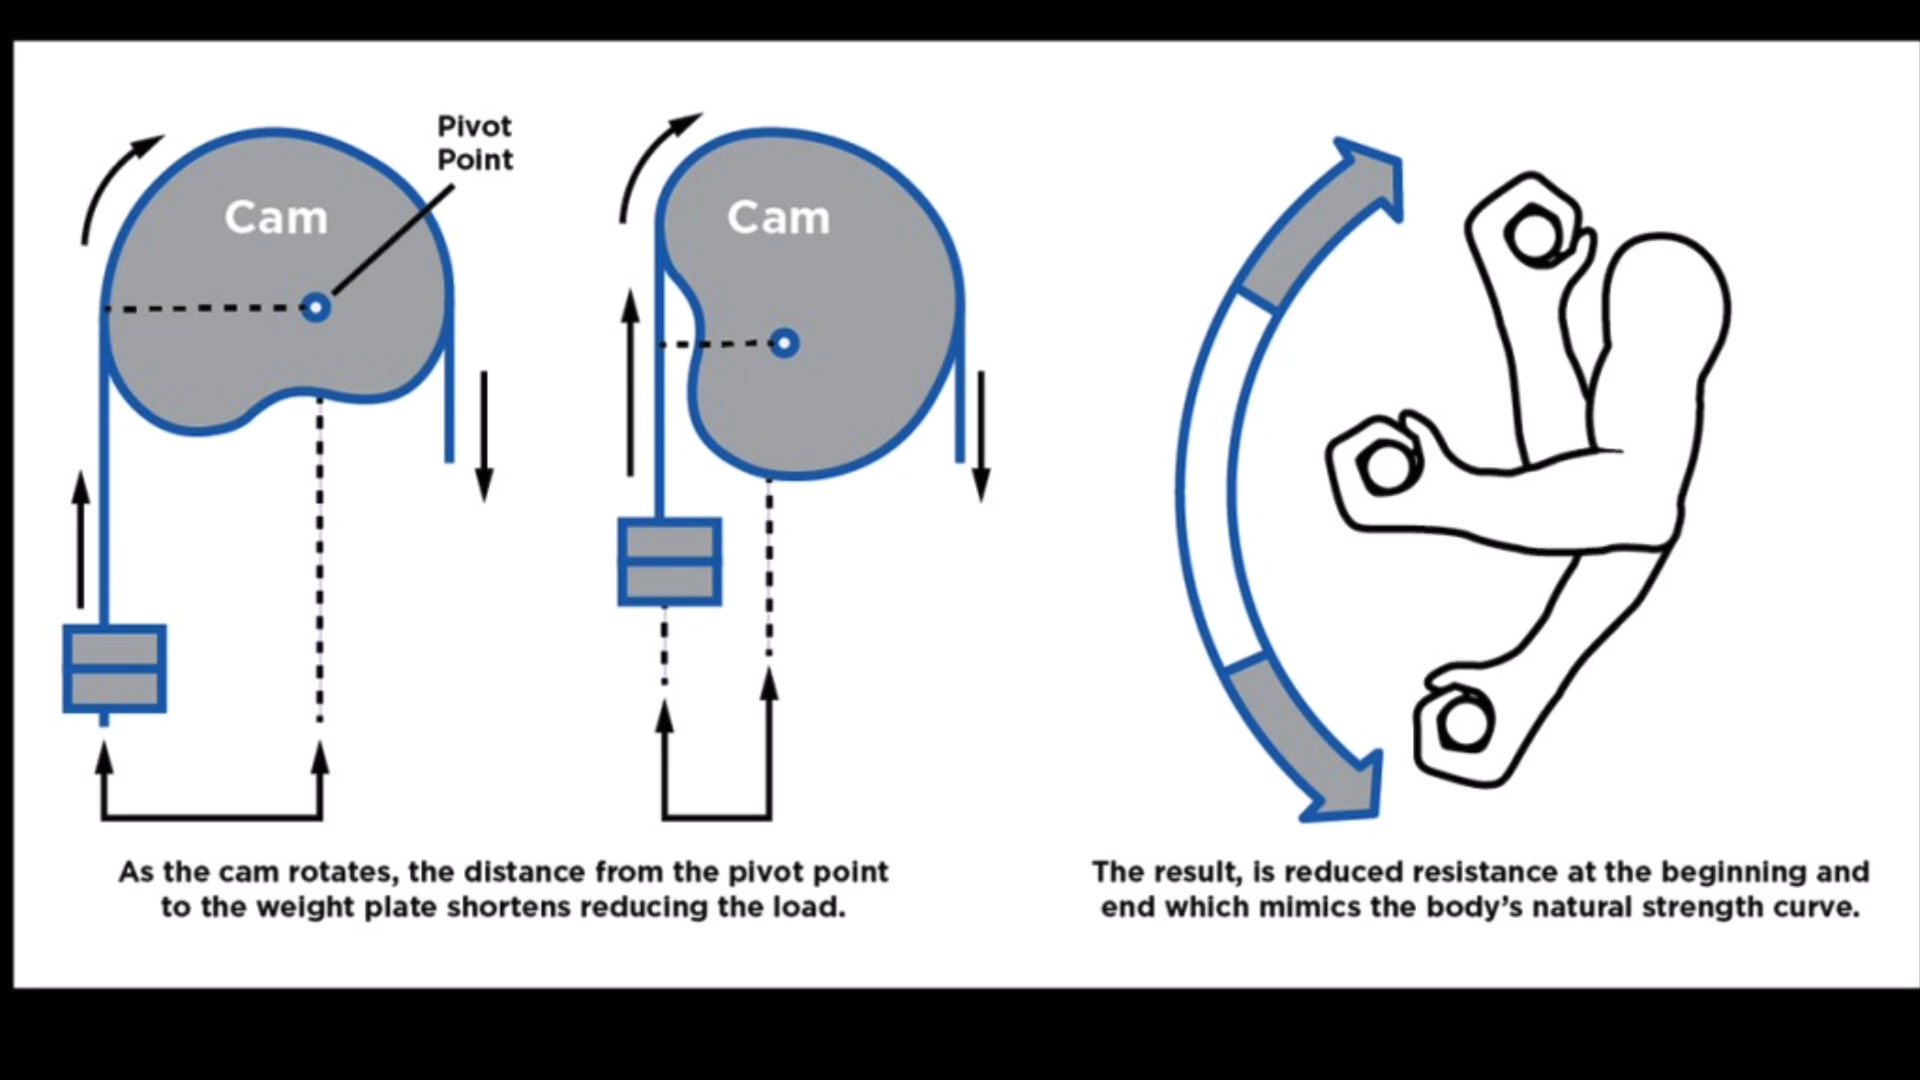 Pivot
Point
Cam
Cam
As the cam rotates, the distance from the pivot point
to the weight plate shortens reducing the load.
The result, is reduced resistance at the beginning and
end which mimics the body's natural strength curve.